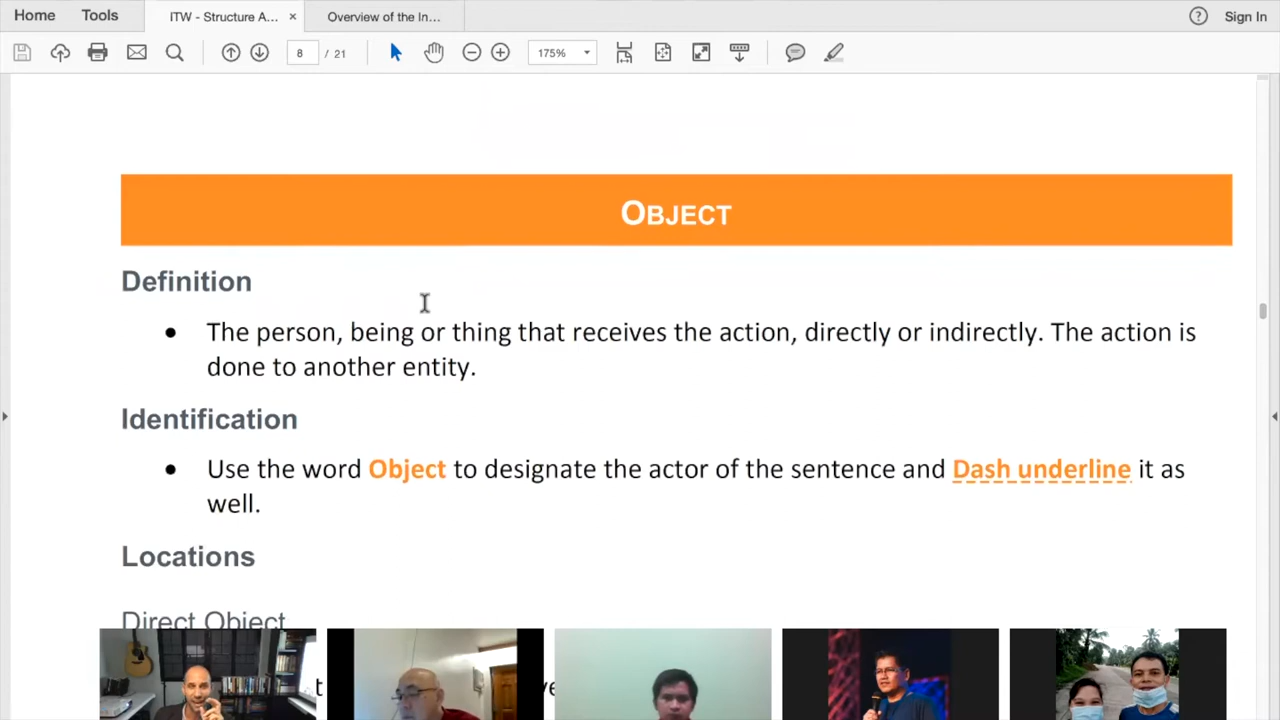 Home Tools iTW - Structure A... × Overview of the In... Sign In
8 / 21 175%
OBJECT
Definition
• The person, being or thing that receives the action, directly or indirectly. The action is
done to another entity.
Identification
• Use the word Object to designate the actor of the sentence and Dash underline it as
well.
Locations
Direct Object